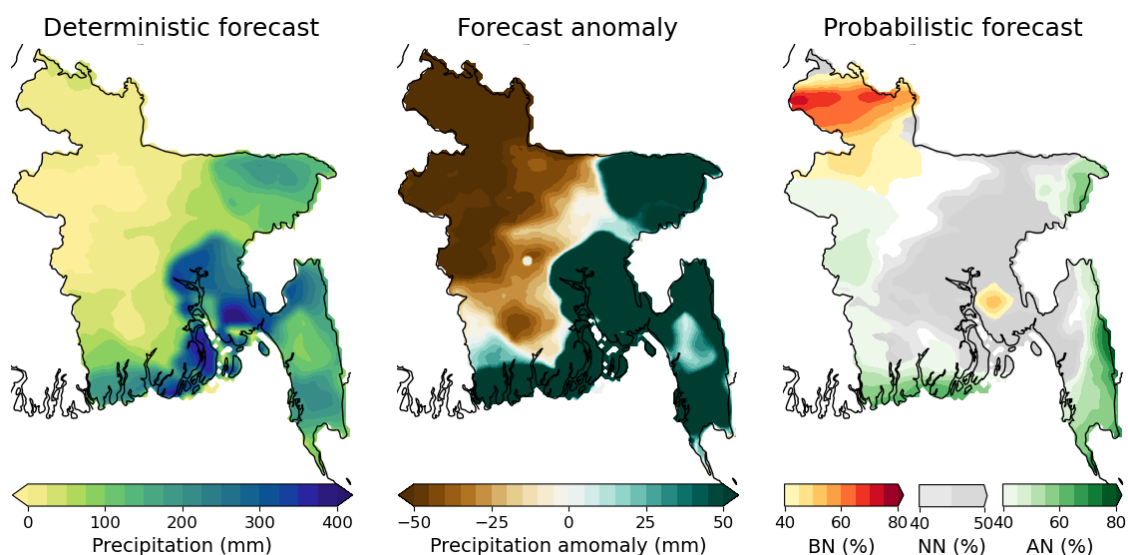 Deterministic forecast
Forecast anomaly
Probabilistic forecast
0 100 200 300 400
Precipitation (mm)
−50 −25 0 25 50
Precipitation amomaly (mm)
40 60 80
BN (%)
40 50
NN (%)
40 60 80
AN (%)